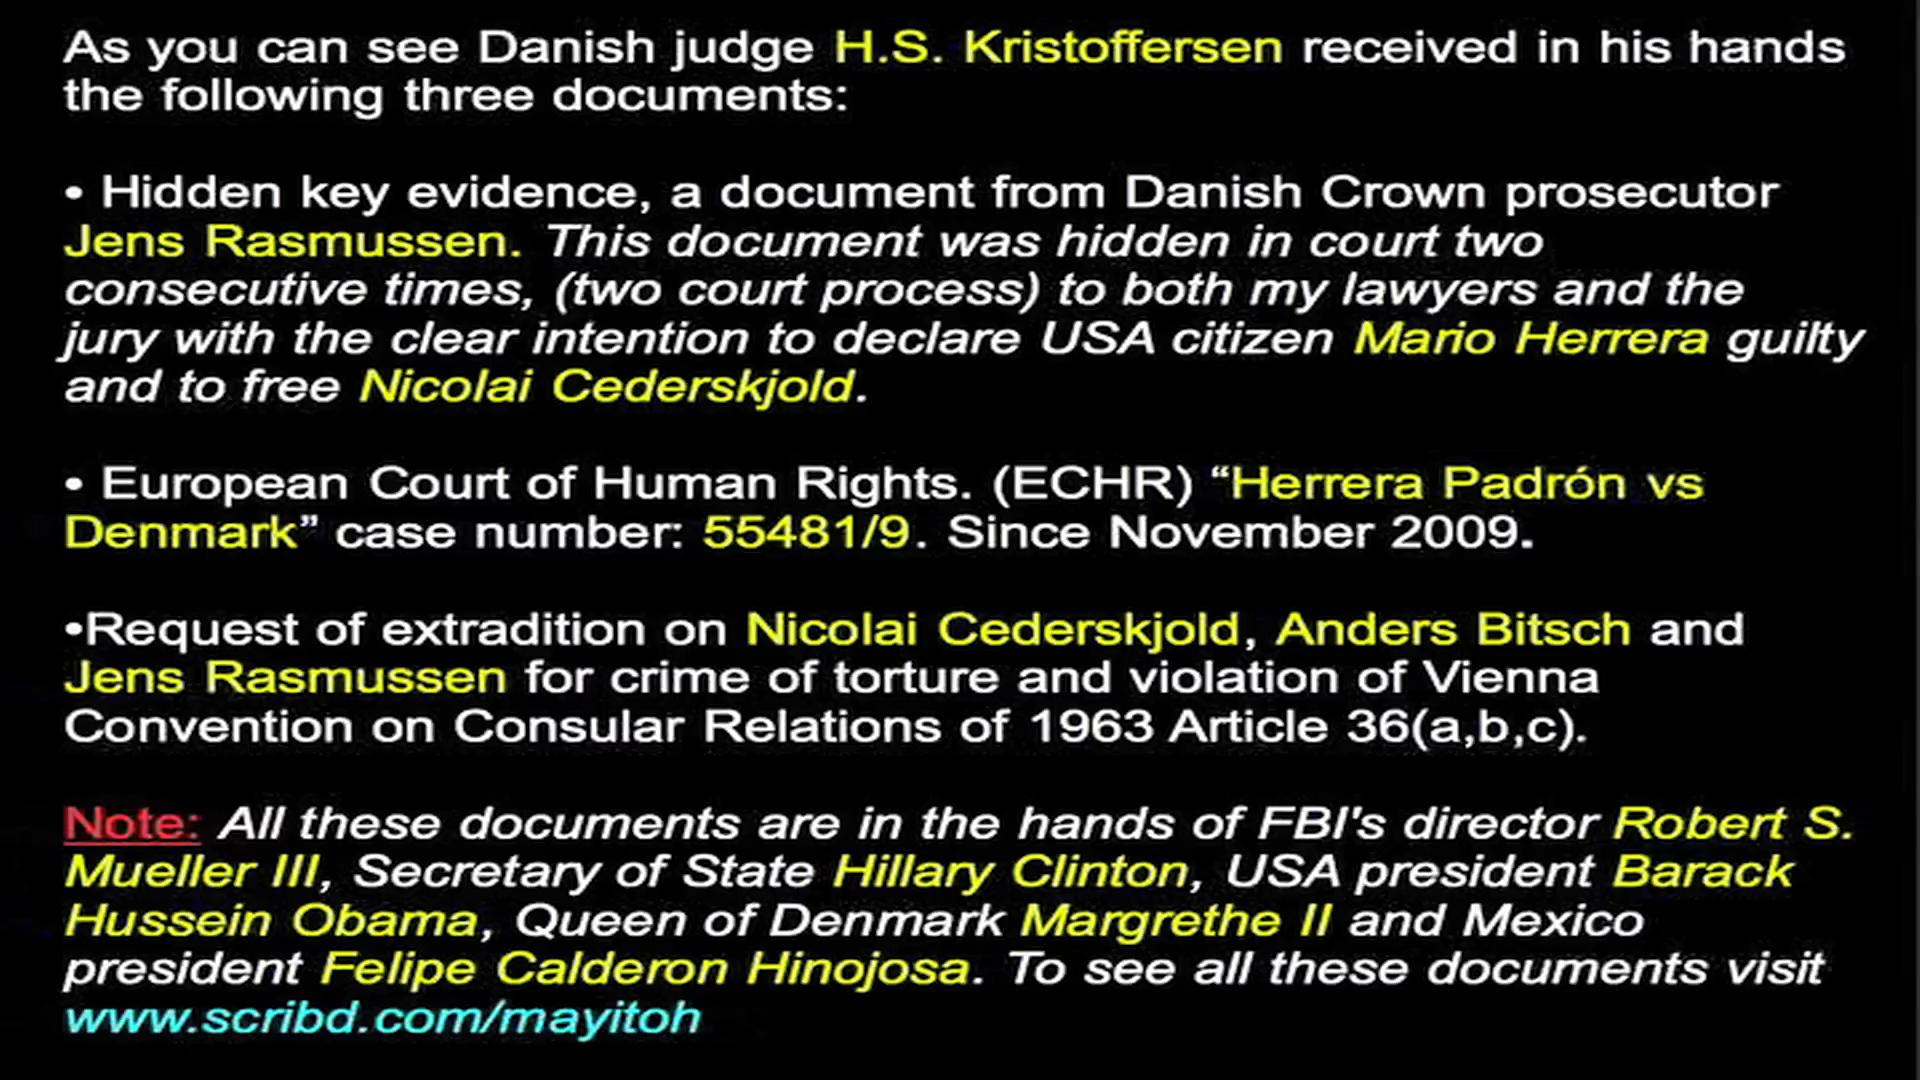 As you can see Danish judge H.S. Kristoffersen received in his hands
the following three documents:
• Hidden key evidence, a document from Danish Crown prosecutor
Jens Rasmussen. This document was hidden in court two
consecutive times, (two court process) to both my lawyers and the
jury with the clear intention to declare USA citizen Mario Herrera guilty
and to free Nicolai Cederskjold.
• European Court of Human Rights. (ECHR) “Herrera Padrón vs
Denmark” case number: 55481/9. Since November 2009.
•Request of extradition on Nicolai Cederskjold, Anders Bitsch and
Jens Rasmussen for crime of torture and violation of Vienna
Convention on Consular Relations of 1963 Article 36(a,b,c).
Note: All these documents are in the hands of FBI's director Robert S.
Mueller III, Secretary of State Hillary Clinton, USA president Barack
Hussein Obama, Queen of Denmark Margrethe II and Mexico
president Felipe Calderon Hinojosa. To see all these documents visit
www.scribd.com/mayitoh